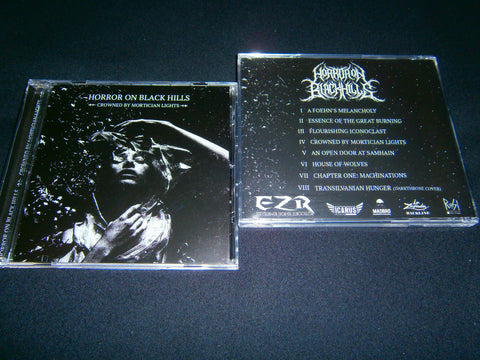 HORROR ON BLACK HILLS
CROWNED BY MORTICIAN LIGHTS
HORROR ON BLACK HILLS
I A FOEHN'S MELANCHOLY
II ESSENCE OF THE GREAT BURNING
III FLOURISHING ICONOCLAST
IV CROWNED BY MORTICIAN LIGHTS
V AN OPEN DOOR AT SAMHAIN
VI HOUSE OF WOLVES
VII CHAPTER ONE: MACHINATIONS
VIII TRANSILVANIAN HUNGER (DARKTHRONE COVER)
EZR
ICARUS
MADRAS
BACKLINE